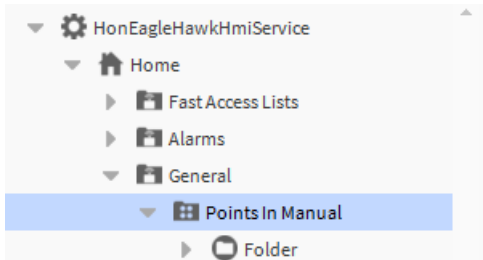 HonEagleHawkHmiService
Home
Fast Access Lists
Alarms
General
Points In Manual
Folder